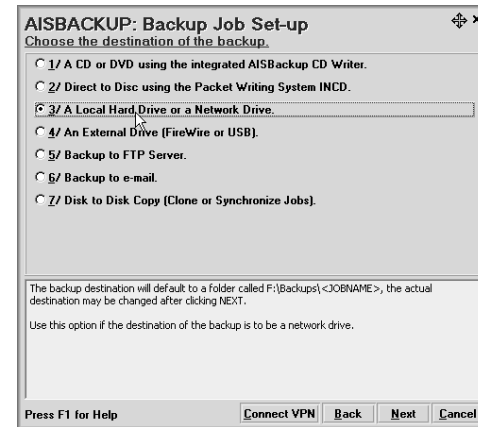 AISBACKUP: Backup Job Set-up
Choose the destination of the backup.
1/ A CD or DVD using the integrated AISBackup CD Writer.
2/ Direct to Disc using the Packet Writing System INCD.
3/ A Local Hard Drive or a Network Drive.
4/ An External Drive (FireWire or USB).
5/ Backup to FTP Server.
6/ Backup to e-mail.
7/ Disk to Disk Copy (Clone or Synchronize Jobs).
The backup destination will default to a folder called F:\Backups\<JOBNAME>, the actual
destination may be changed after clicking NEXT.
Use this option if the destination of the backup is to be a network drive.
Press F1 for Help Connect VPN Back Next Cancel